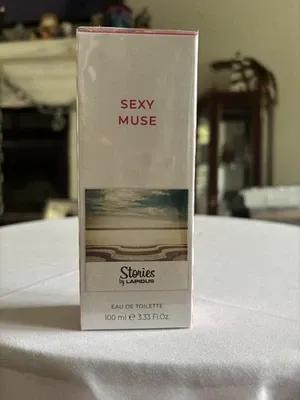 SEXY
MUSE
Stories
by LAPIDUS
EAU DE TOILETTE
100 ml ℮ 3.33 Fl.Oz.